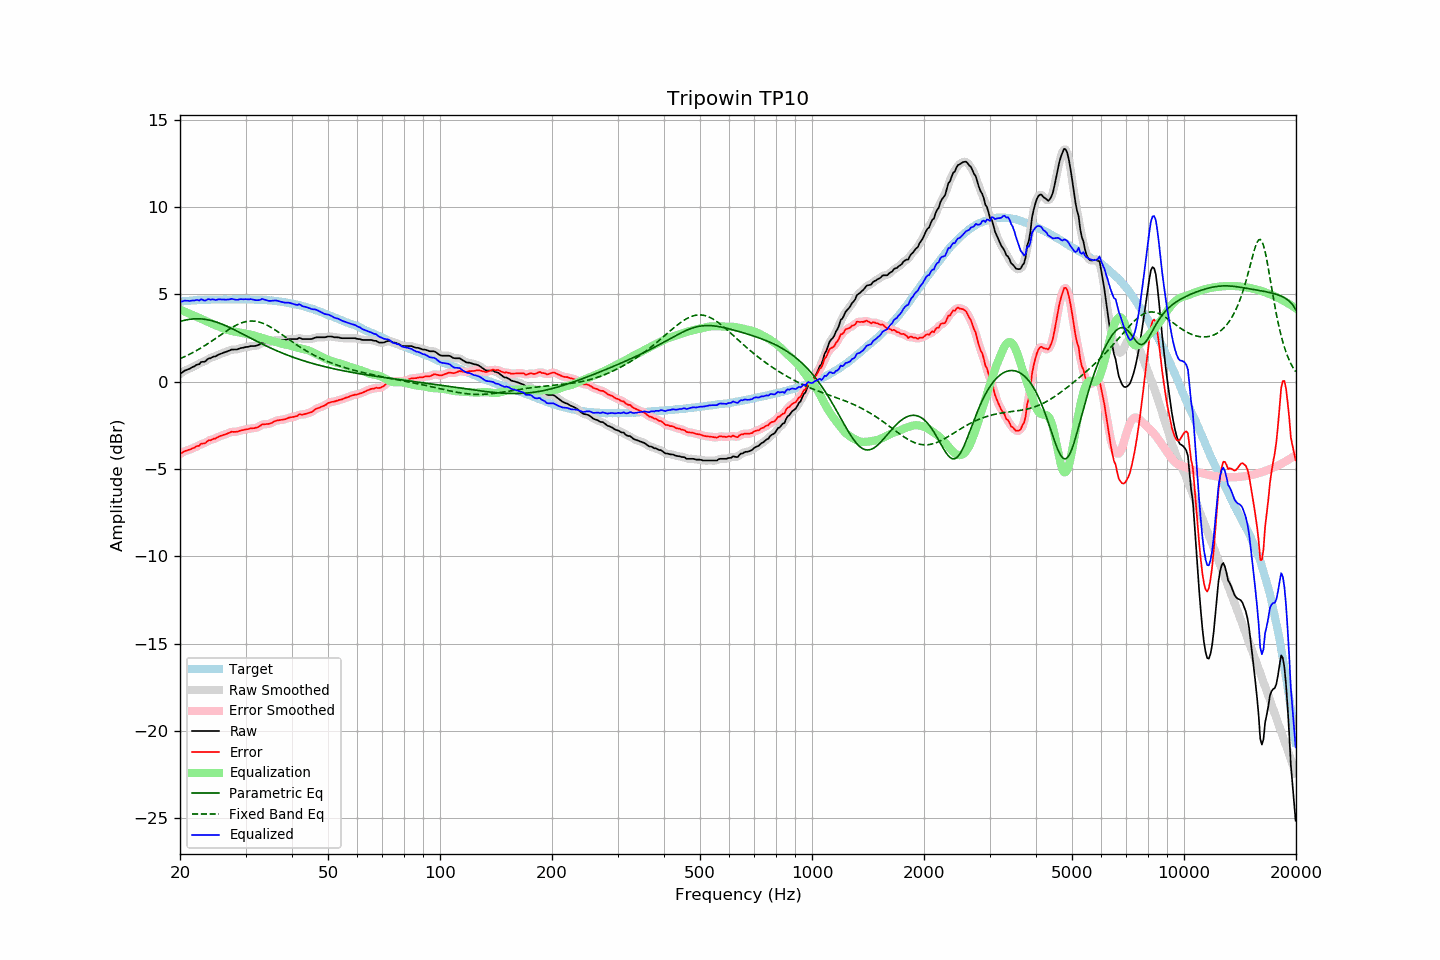 Tripowin TP10
15
10
5
0
−5
−10
−15
−20
−25
Amplitude (dBr)
Target
Raw Smoothed
Error Smoothed
Raw
Error
Equalization
Parametric Eq
Fixed Band Eq
Equalized
20 50 100 200 500 1000 2000 5000 10000 20000
Frequency (Hz)